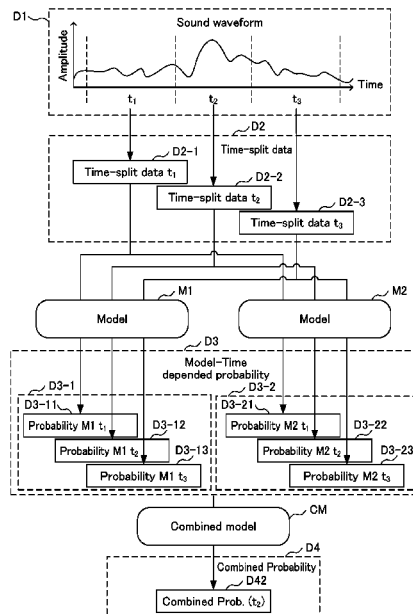 D1
Sound waveform
Amplitude
Time
t₁ t₂ t₃
D2
D2-1
Time-split data
Time-split data t₁
D2-2
Time-split data t₂
D2-3
Time-split data t₃
M1 M2
Model Model
D3
Model-Time
depended probability
D3-1 D3-2
D3-11 D3-21
Probability M1 t₁ Probability M2 t₁
D3-12 D3-22
Probability M1 t₂ Probability M2 t₂
D3-13 D3-23
Probability M1 t₃ Probability M2 t₃
CM
Combined model
D4
Combined Probability
D42
Combined Prob. (t₂)